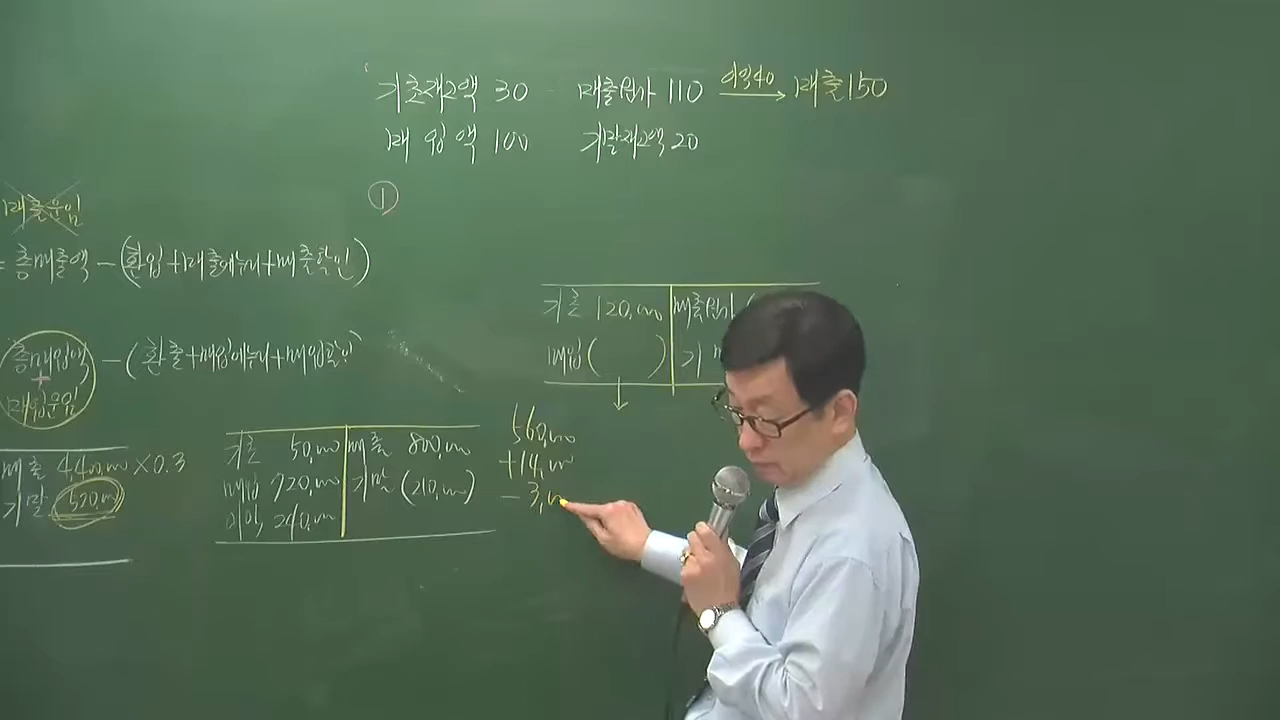 기초재고액 30 매출원가 110 이익40 → 매출150
매입액 100 기말재고액 20
①
매출운임
= 총매출액 - (환입+매출에누리+매출할인)
총매입액 + 매입운임 - (환출+매입에누리+매입할인)
기초 120,000 매출원가 (
매입 ( ) 기
매출 4,400,000 × 0.3
기말 520,000
기초 50,000 매출 800,000
매입 720,000 기말 (210,000)
이익 240,000
560,000
+14,000
- 3,0